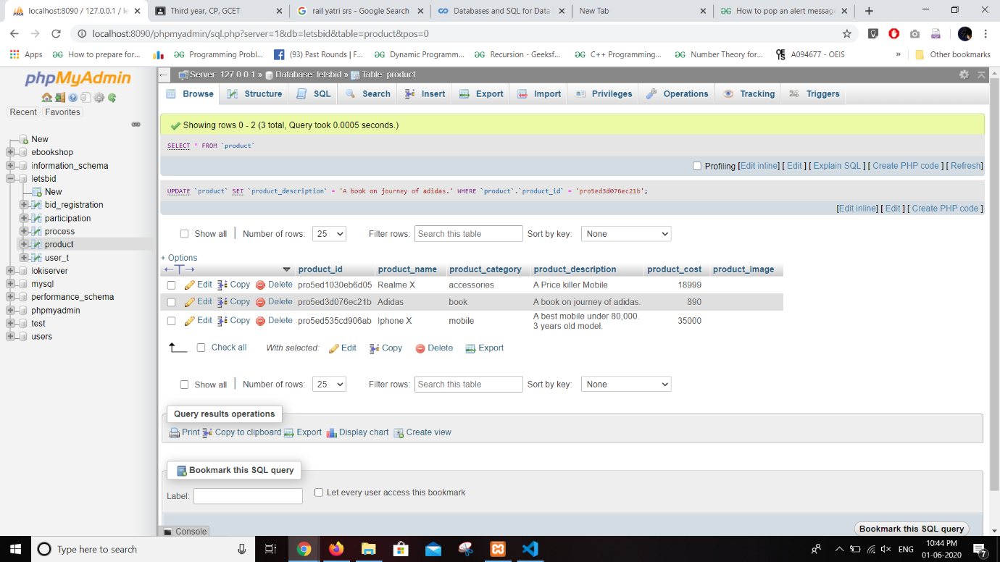 localhost:8090 / 127.0.0.1 / le
Third year, CP, GCET
rail yatri srs - Google Search
Databases and SQL for Data
New Tab
How to pop an alert message
localhost:8090/phpmyadmin/sql.php?server=1&db=letsbid&table=product&pos=0
Apps
How to prepare for...
Programming Probl...
(93) Past Rounds | F...
Dynamic Programm...
Recursion - Geeksf...
C++ Programming...
Number Theory for...
A094677 - OEIS
»
Other bookmarks
phpMyAdmin
Recent Favorites
New
ebookshop
information_schema
letsbid
New
bid_registration
participation
process
product
user_t
lokiserver
mysql
performance_schema
phpmyadmin
test
users
Server: 127.0.0.1 » Database: letsbid » Table: product
Browse Structure SQL Search Insert Export Import Privileges Operations Tracking Triggers
Showing rows 0 - 2 (3 total, Query took 0.0005 seconds.)
SELECT * FROM `product`
Profiling [Edit inline] [ Edit ] [ Explain SQL ] [ Create PHP code ] [ Refresh]
UPDATE `product` SET `product_description` = 'A book on journey of adidas.' WHERE `product`.`product_id` = 'pro5ed3d076ec21b';
[Edit inline] [ Edit ] [ Create PHP code ]
Show all | Number of rows: 25 Filter rows: Search this table Sort by key: None
+ Options
product_id product_name product_category product_description product_cost product_image
Edit Copy Delete pro5ed1030eb6d05 Realme X accessories A Price killer Mobile 18999
Edit Copy Delete pro5ed3d076ec21b Adidas book A book on journey of adidas. 890
Edit Copy Delete pro5ed535cd906ab Iphone X mobile A best mobile under 80,000. 35000
3 years old model.
Check all With selected: Edit Copy Delete Export
Show all | Number of rows: 25 Filter rows: Search this table Sort by key: None
Query results operations
Print Copy to clipboard Export Display chart Create view
Bookmark this SQL query
Label: Let every user access this bookmark
Bookmark this SQL query
Console
Type here to search
ENG
10:44 PM
01-06-2020
7